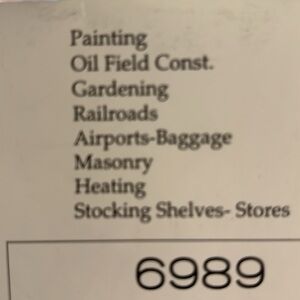 Painting
Oil Field Const.
Gardening
Railroads
Airports-Baggage
Masonry
Heating
Stocking Shelves- Stores
6989